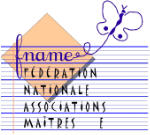 fname
FÉDÉRATION
NATIONALE
ASSOCIATIONS
MAÎTRES E